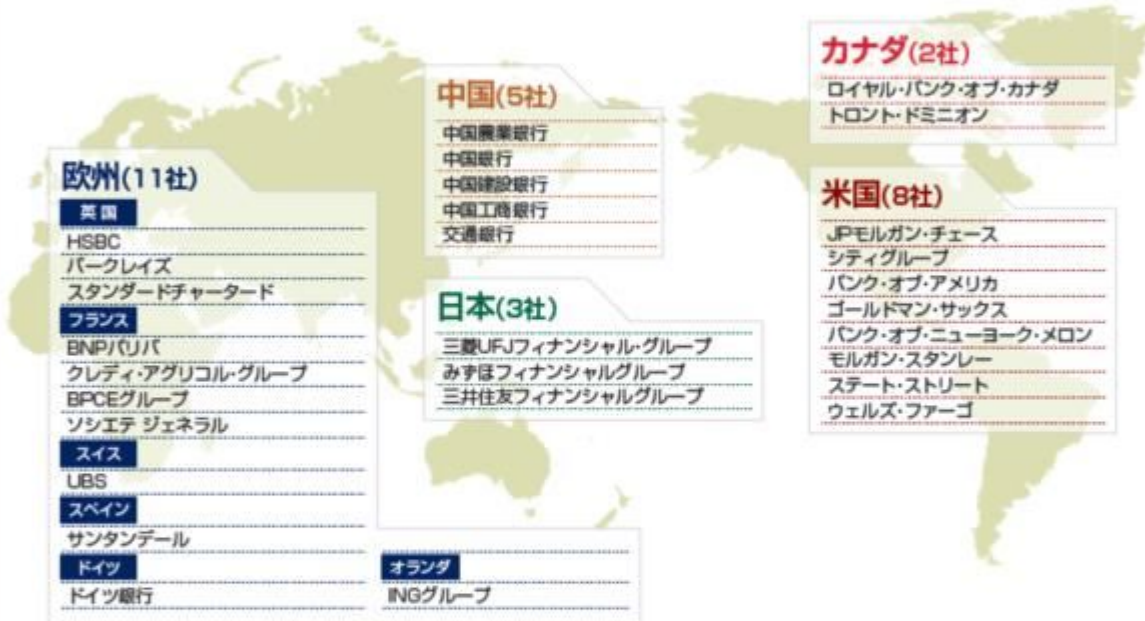 欧州(11社)
英国
HSBC
バークレイズ
スタンダードチャータード
フランス
BNPパリバ
クレディ・アグリコル・グループ
BPCEグループ
ソシエテ ジェネラル
スイス
UBS
スペイン
サンタンデール
ドイツ
ドイツ銀行
オランダ
INGグループ
中国(5社)
中国農業銀行
中国銀行
中国建設銀行
中国工商銀行
交通銀行
日本(3社)
三菱UFJフィナンシャル・グループ
みずほフィナンシャルグループ
三井住友フィナンシャルグループ
カナダ(2社)
ロイヤル・バンク・オブ・カナダ
トロント・ドミニオン
米国(8社)
JPモルガン・チェース
シティグループ
バンク・オブ・アメリカ
ゴールドマン・サックス
バンク・オブ・ニューヨーク・メロン
モルガン・スタンレー
ステート・ストリート
ウェルズ・ファーゴ